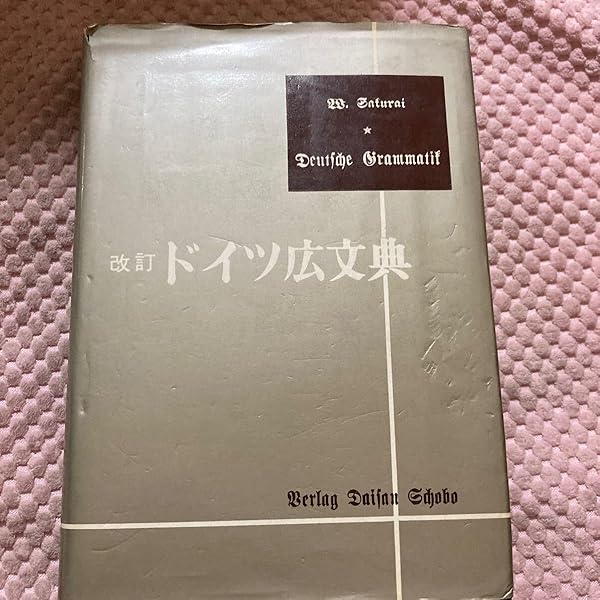 W. Sakurai
★
Deutsche Grammatik
改訂 ドイツ広文典
Verlag Daisan Schobo